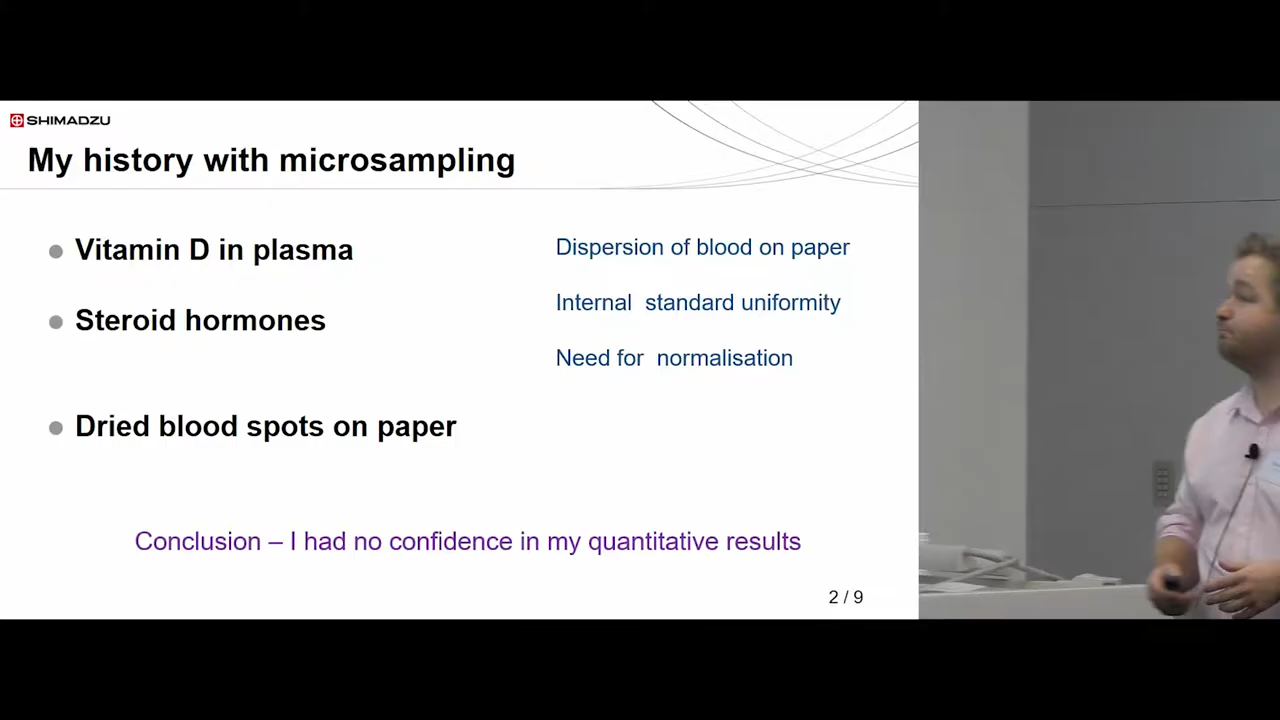 SHIMADZU
My history with microsampling
Vitamin D in plasma
Steroid hormones
Dried blood spots on paper
Dispersion of blood on paper
Internal standard uniformity
Need for normalisation
Conclusion – I had no confidence in my quantitative results
2 / 9